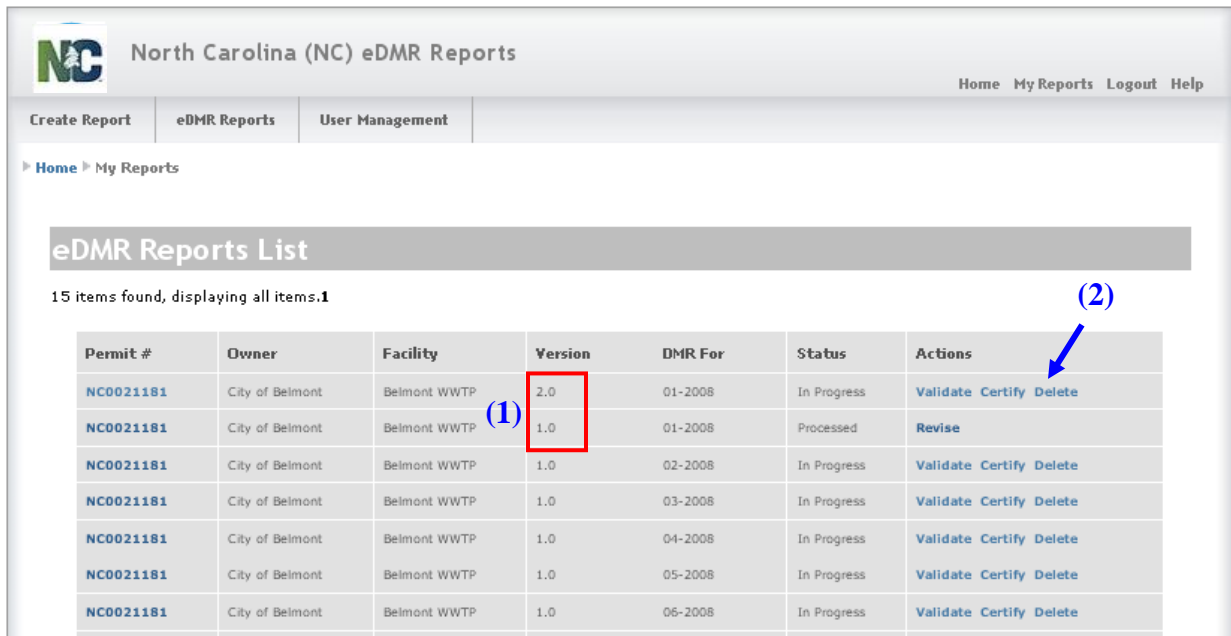 NC
North Carolina (NC) eDMR Reports
Home My Reports Logout Help
Create Report eDMR Reports User Management
Home My Reports
eDMR Reports List
15 items found, displaying all items.1
(2)
Permit # Owner Facility Version DMR For Status Actions
NC0021181 City of Belmont Belmont WWTP 2.0 01-2008 In Progress Validate Certify Delete
(1)
NC0021181 City of Belmont Belmont WWTP 1.0 01-2008 Processed Revise
NC0021181 City of Belmont Belmont WWTP 1.0 02-2008 In Progress Validate Certify Delete
NC0021181 City of Belmont Belmont WWTP 1.0 03-2008 In Progress Validate Certify Delete
NC0021181 City of Belmont Belmont WWTP 1.0 04-2008 In Progress Validate Certify Delete
NC0021181 City of Belmont Belmont WWTP 1.0 05-2008 In Progress Validate Certify Delete
NC0021181 City of Belmont Belmont WWTP 1.0 06-2008 In Progress Validate Certify Delete